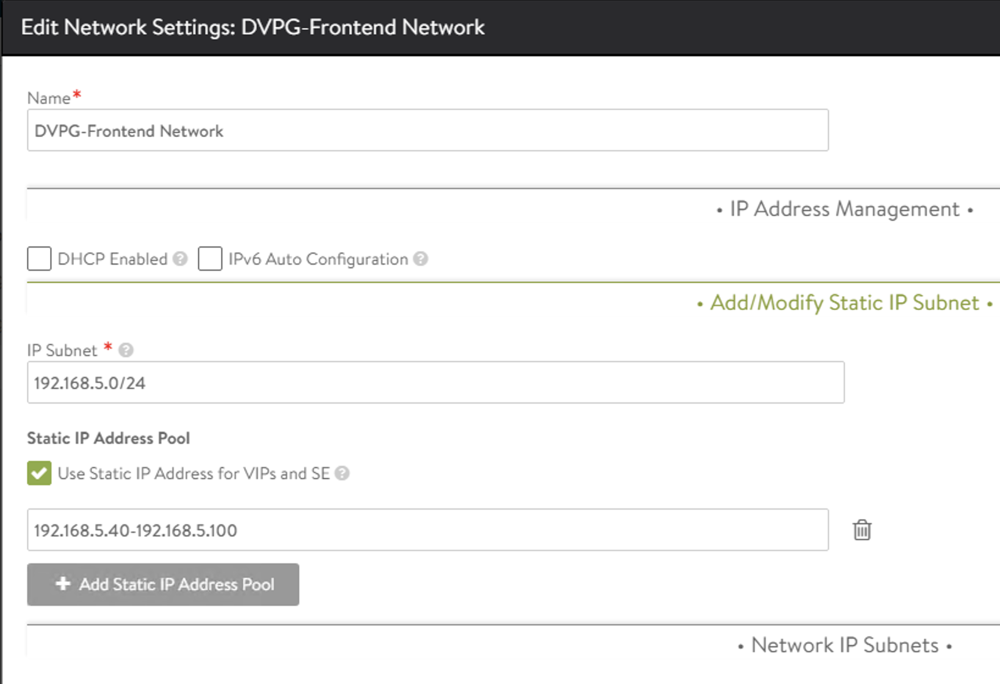 Edit Network Settings: DVPG-Frontend Network
Name*
DVPG-Frontend Network
• IP Address Management •
DHCP Enabled ? IPv6 Auto Configuration ?
• Add/Modify Static IP Subnet •
IP Subnet * ?
192.168.5.0/24
Static IP Address Pool
Use Static IP Address for VIPs and SE ?
192.168.5.40-192.168.5.100
+ Add Static IP Address Pool
• Network IP Subnets •